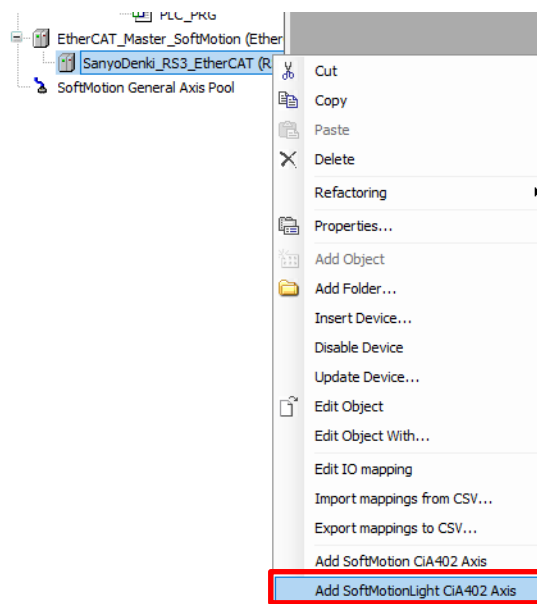 PLC_PRG
EtherCAT_Master_SoftMotion (Ether
SanyoDenki_RS3_EtherCAT (R
SoftMotion General Axis Pool
Cut
Copy
Paste
Delete
Refactoring
Properties...
Add Object
Add Folder...
Insert Device...
Disable Device
Update Device...
Edit Object
Edit Object With...
Edit IO mapping
Import mappings from CSV...
Export mappings to CSV...
Add SoftMotion CiA402 Axis
Add SoftMotionLight CiA402 Axis